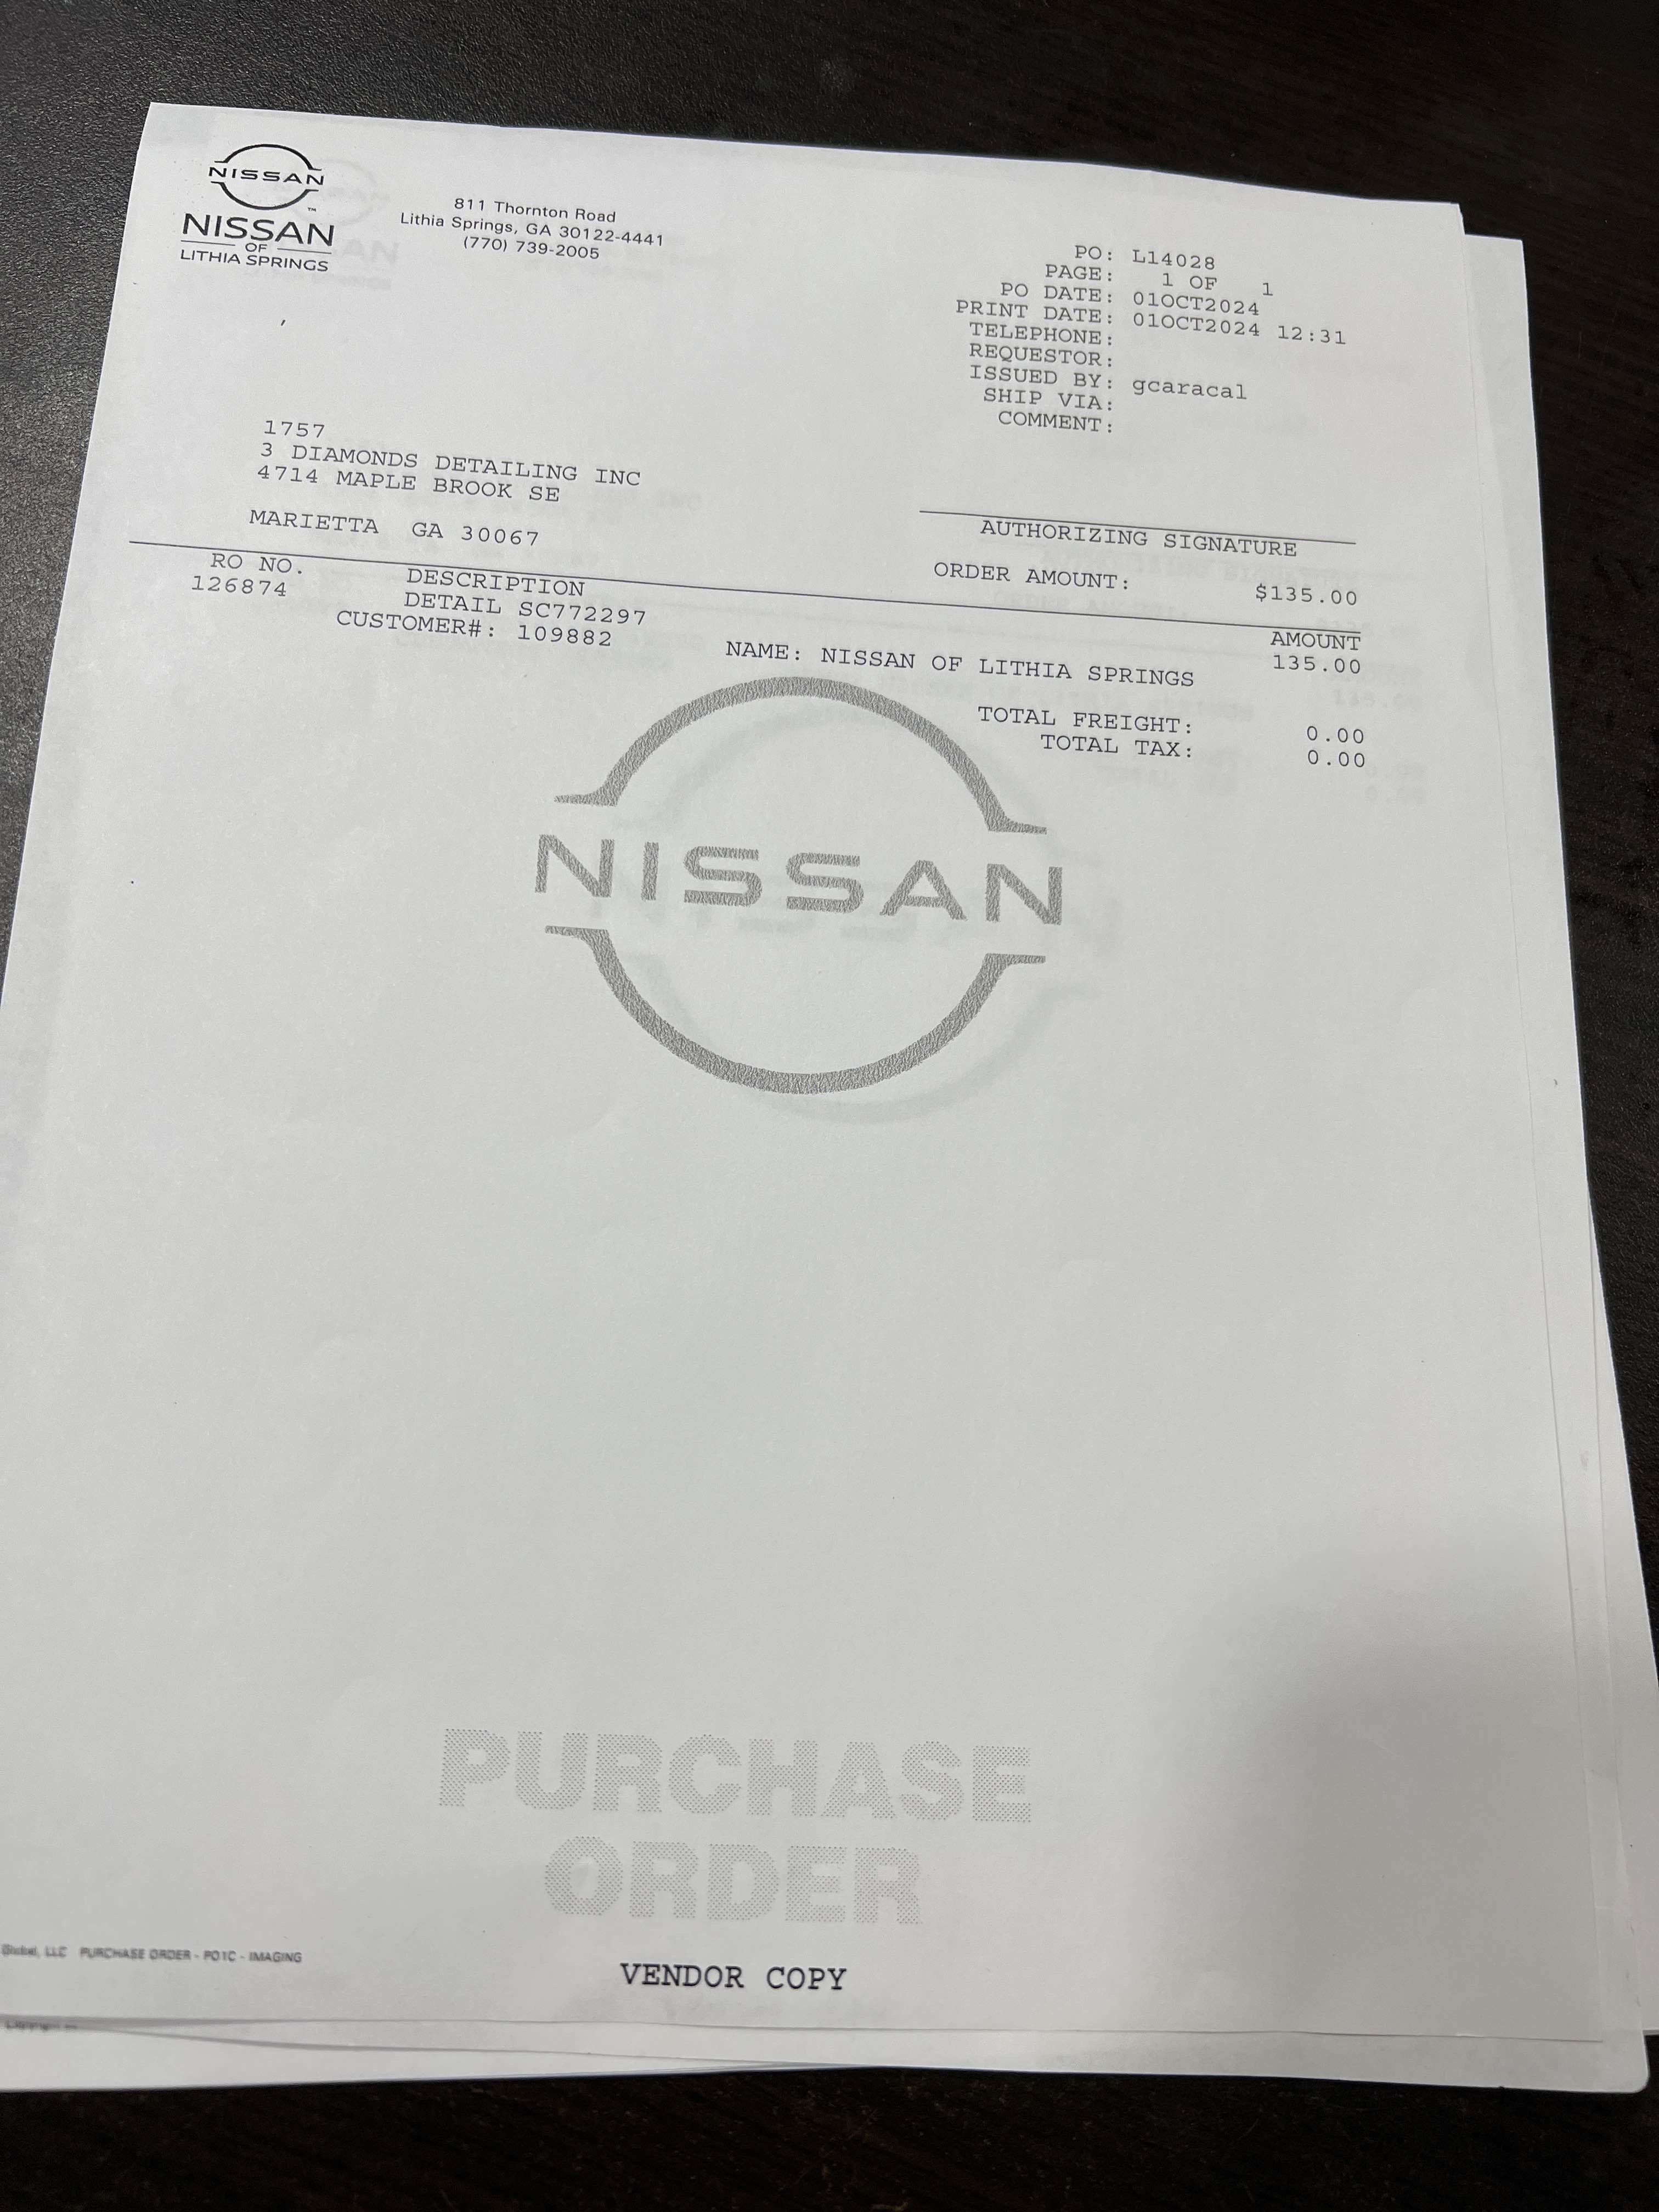 NISSAN
NISSAN
OF
LITHIA SPRINGS
811 Thornton Road
Lithia Springs, GA 30122-4441
(770) 739-2005
PO: L14028
PAGE: 1 OF 1
PO DATE: 01OCT2024
PRINT DATE: 01OCT2024 12:31
TELEPHONE:
REQUESTOR:
ISSUED BY: gcaracal
SHIP VIA:
COMMENT:
1757
3 DIAMONDS DETAILING INC
4714 MAPLE BROOK SE
MARIETTA GA 30067
AUTHORIZING SIGNATURE
ORDER AMOUNT: $135.00
RO NO. DESCRIPTION AMOUNT
126874 DETAIL SC772297 135.00
CUSTOMER#: 109882 NAME: NISSAN OF LITHIA SPRINGS
TOTAL FREIGHT: 0.00
TOTAL TAX: 0.00
NISSAN
PURCHASE
ORDER
Global, LLC PURCHASE ORDER - PO1C - IMAGING
VENDOR COPY